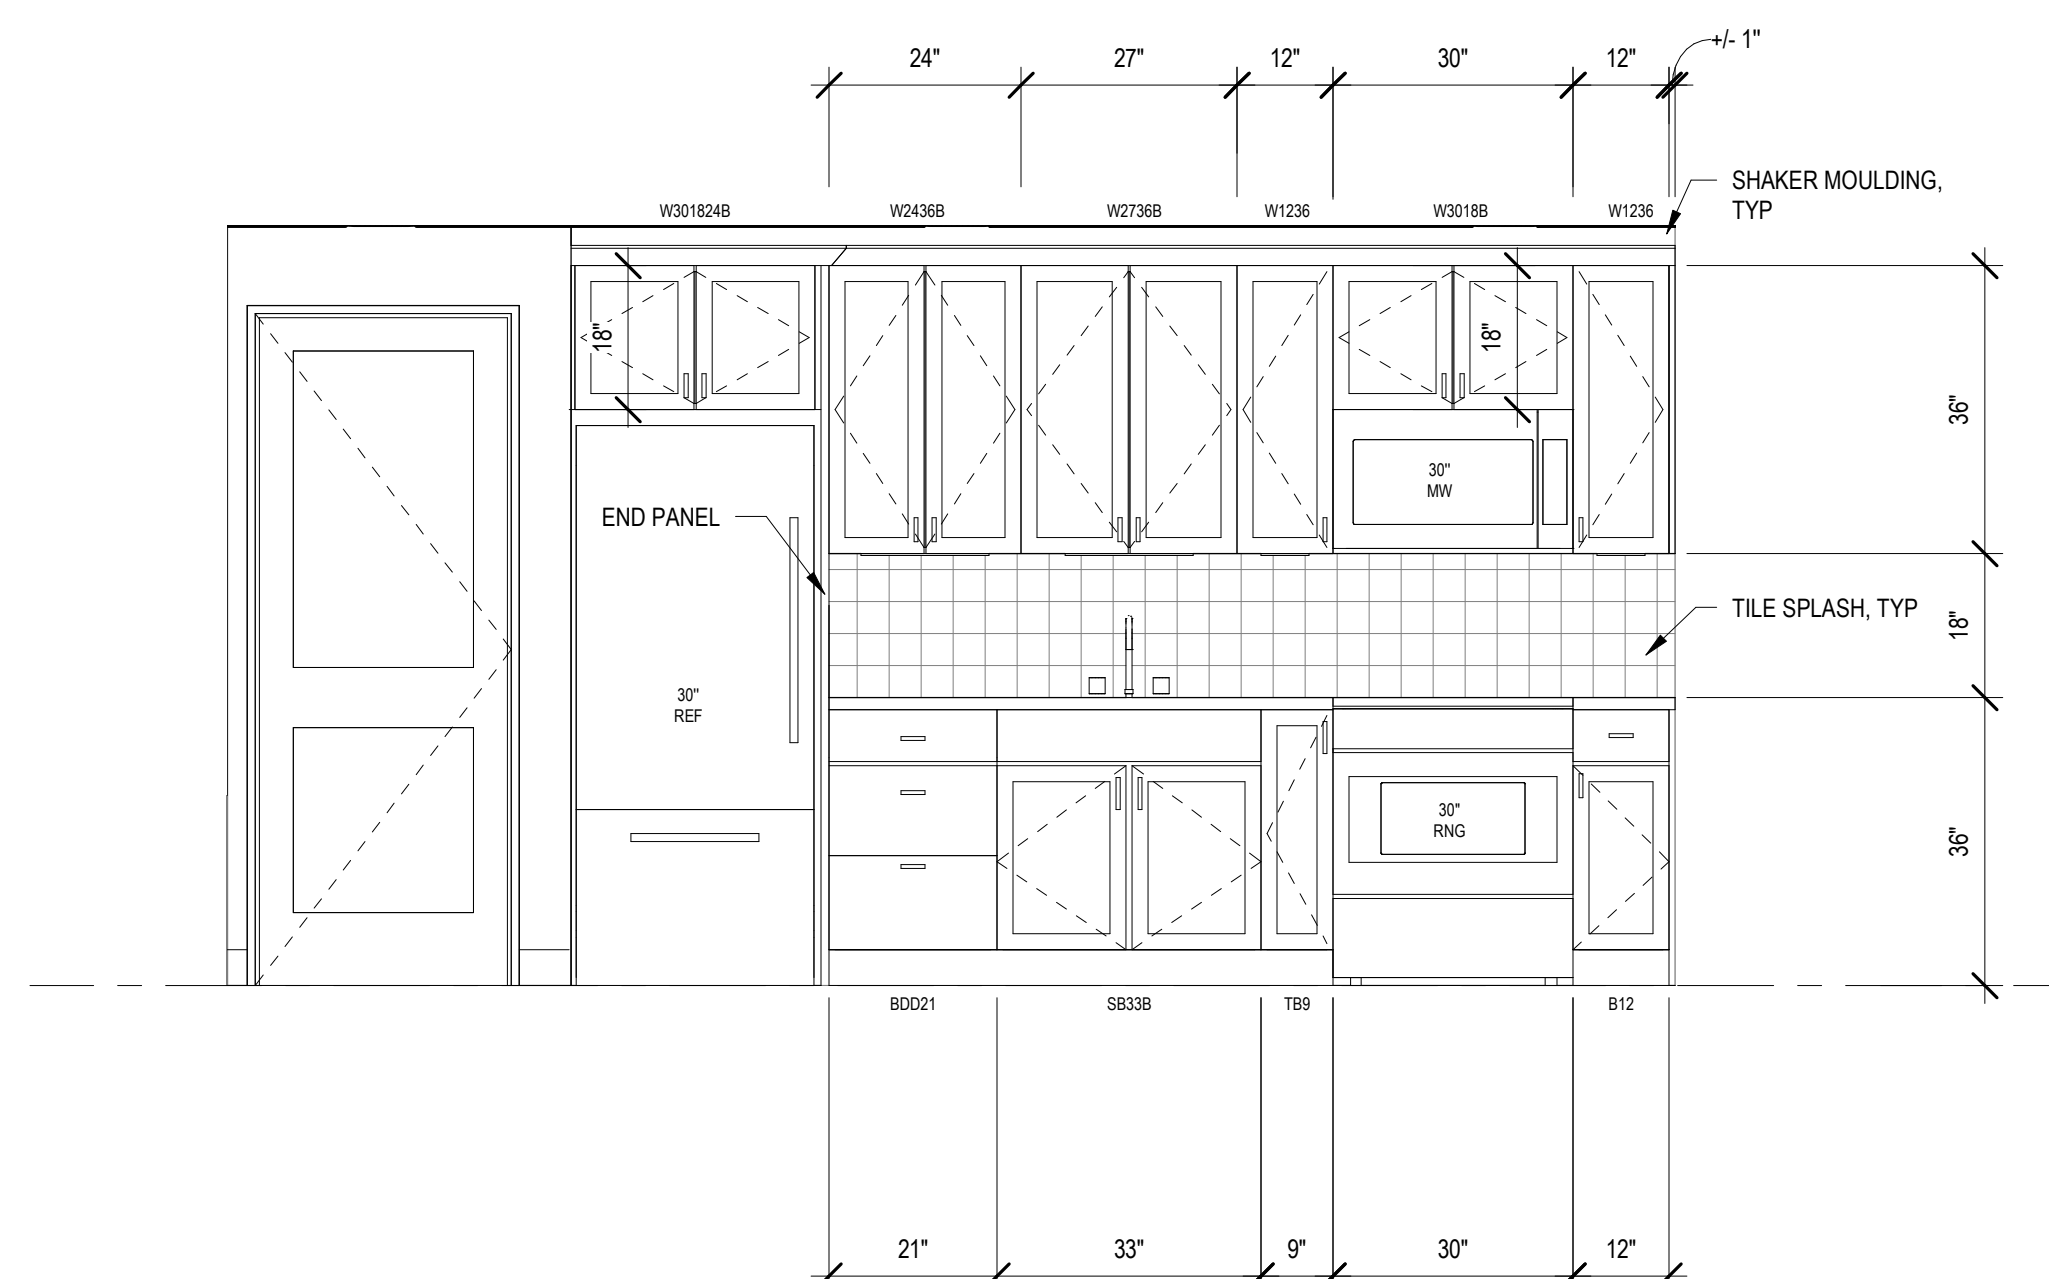 +/- 1"
24"
27"
12"
30"
12"
SHAKER MOULDING,
TYP
W301824B
W2436B
W2736B
W1236
W3018B
W1236
18"
18"
36"
30"
MW
END PANEL
TILE SPLASH, TYP
18"
30"
REF
30"
RNG
36"
BDD21
SB33B
TB9
B12
21"
33"
9"
30"
12"